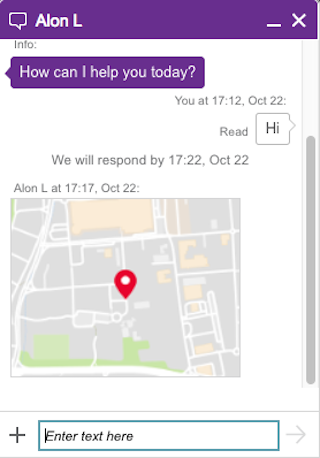 Alon L
Info:
How can I help you today?
You at 17:12, Oct 22:
Read
Hi
We will respond by 17:22, Oct 22
Alon L at 17:17, Oct 22:
Enter text here